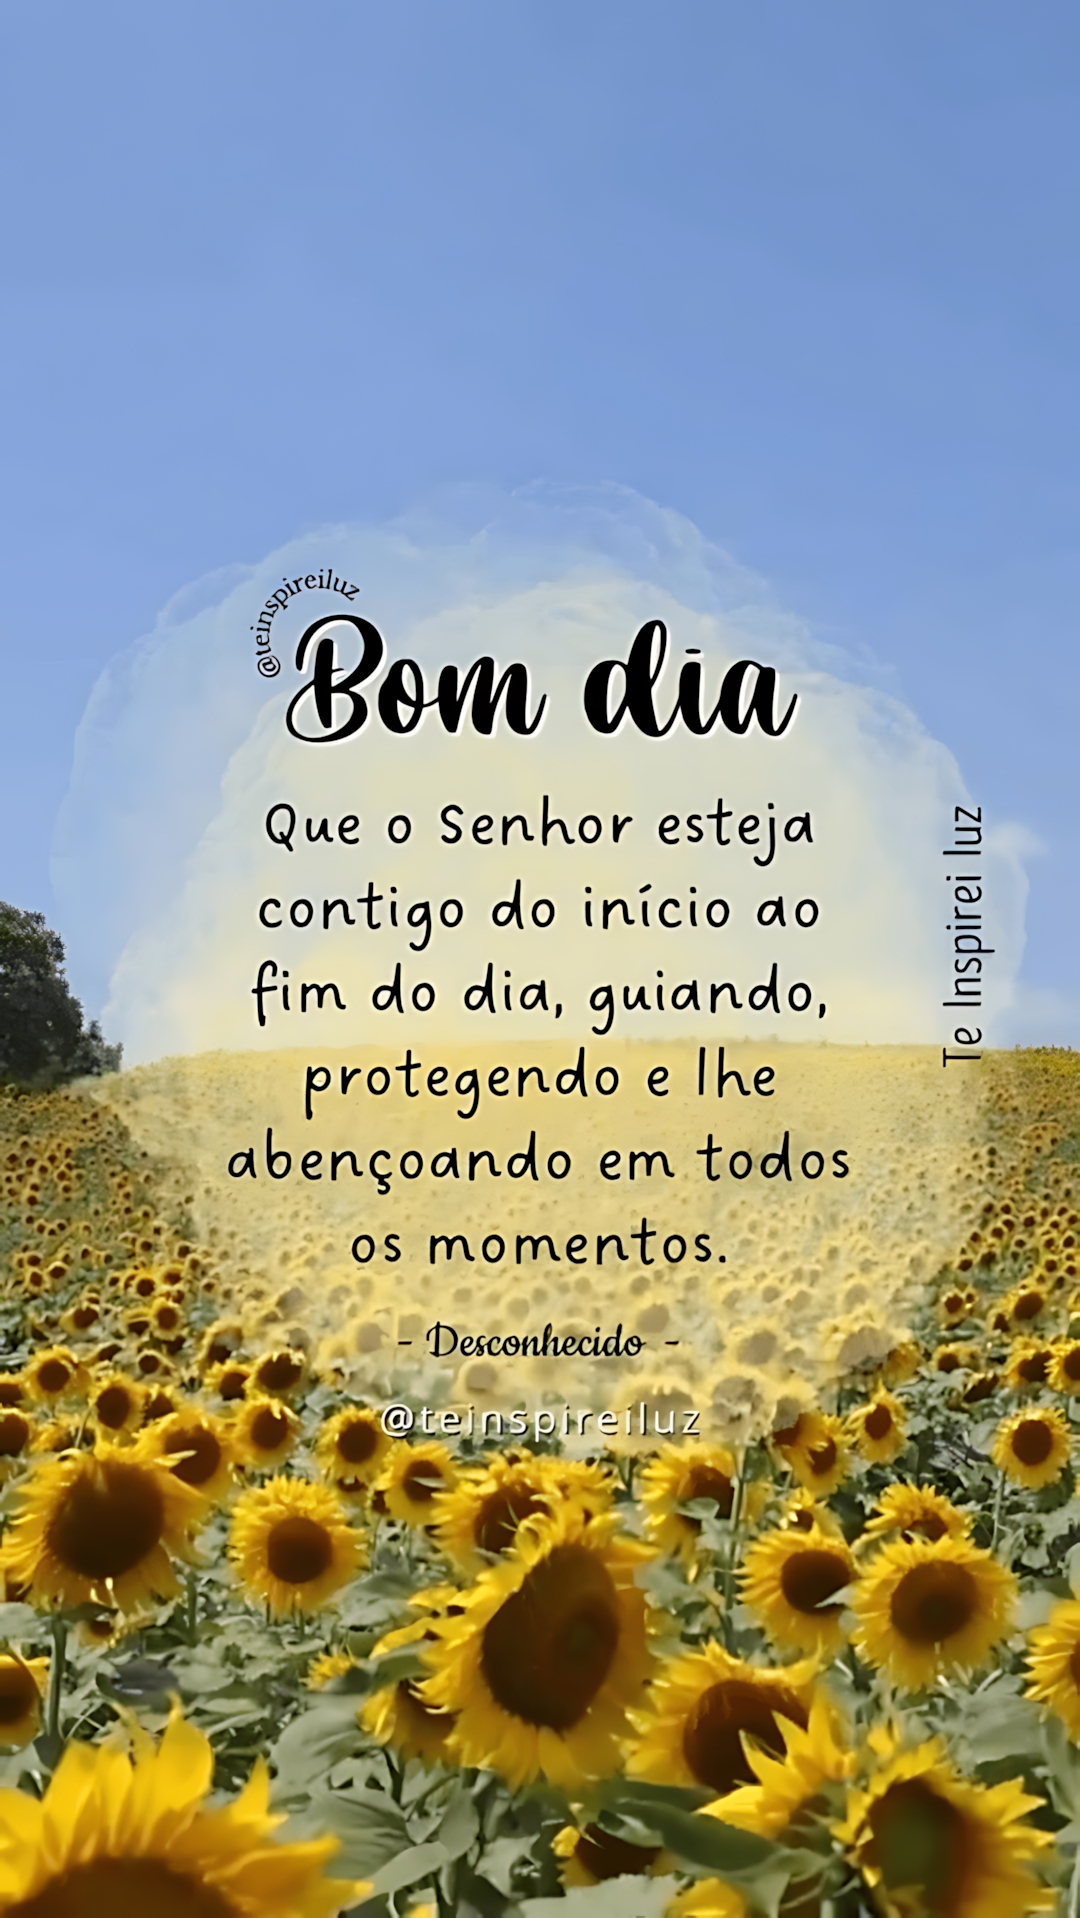 @teinspireiluz
Bom dia
Que o Senhor esteja
contigo do início ao
fim do dia, guiando,
protegendo e lhe
abençoando em todos
os momentos.
- Desconhecido -
@teinspireiluz
Te Inspirei luz